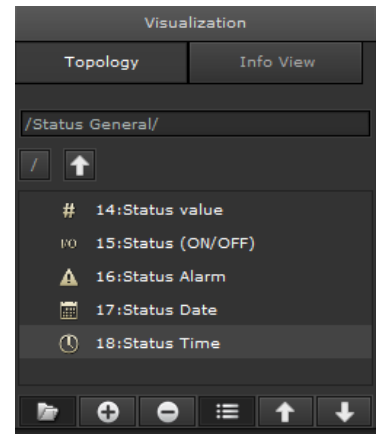 Visualization
Topology Info View
/Status General/
/
# 14:Status value
I/O 15:Status (ON/OFF)
16:Status Alarm
17:Status Date
18:Status Time